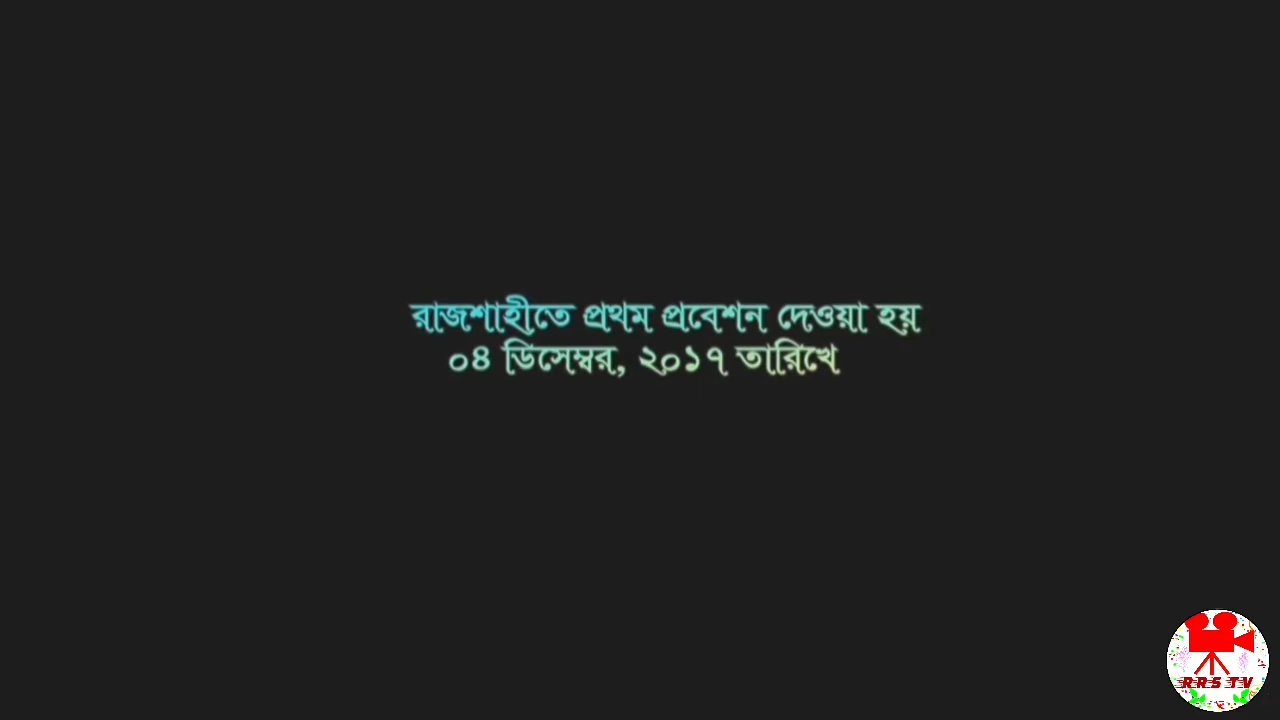 রাজশাহীতে প্রথম প্রবেশন দেওয়া হয়
০৪ ডিসেম্বর, ২০১৭ তারিখে
RRS TV